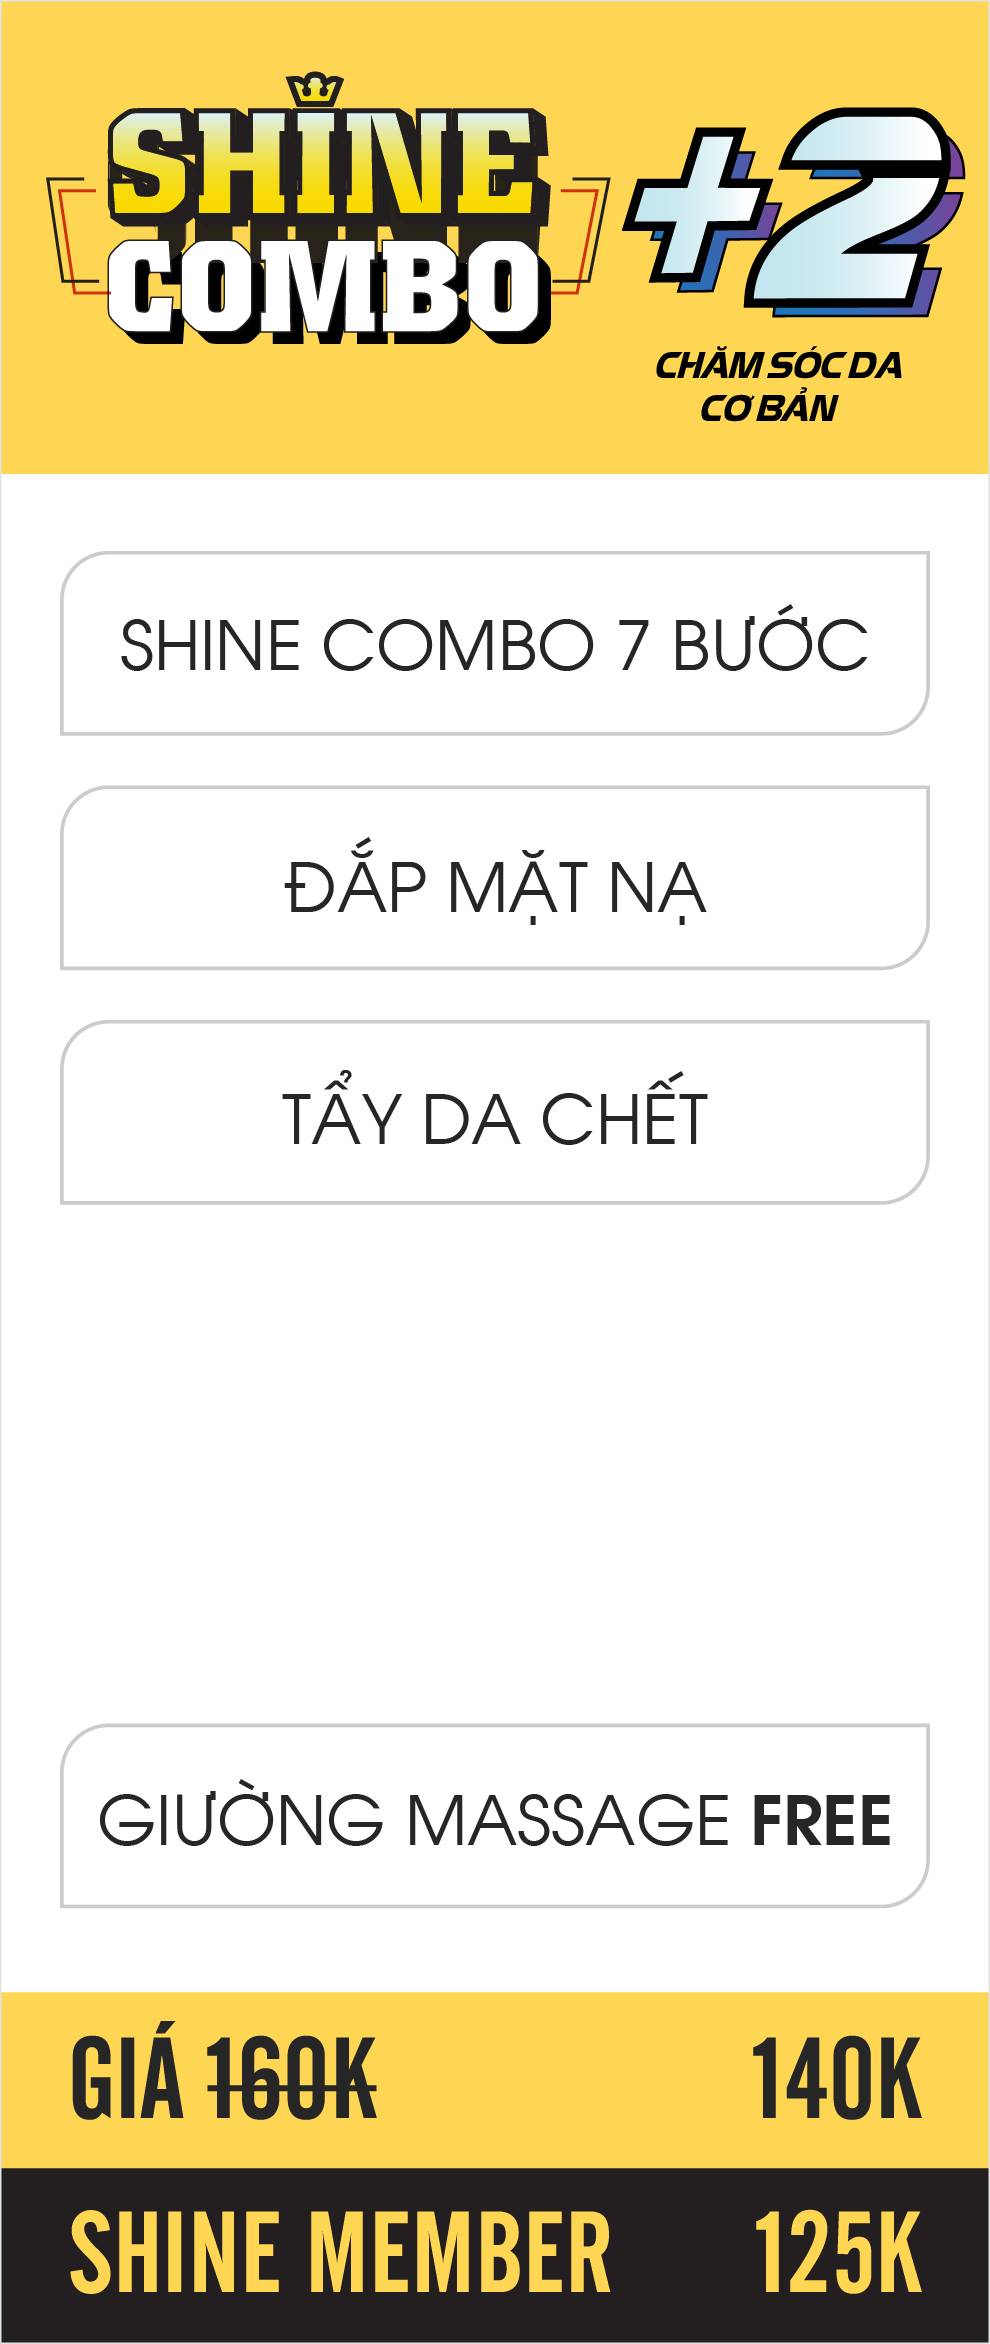 SHINE
COMBO
+2
CHĂM SÓC DA
CƠ BẢN
SHINE COMBO 7 BƯỚC
ĐẮP MẶT NẠ
TẨY DA CHẾT
GIƯỜNG MASSAGE FREE
GIÁ 160K 140K
SHINE MEMBER 125K